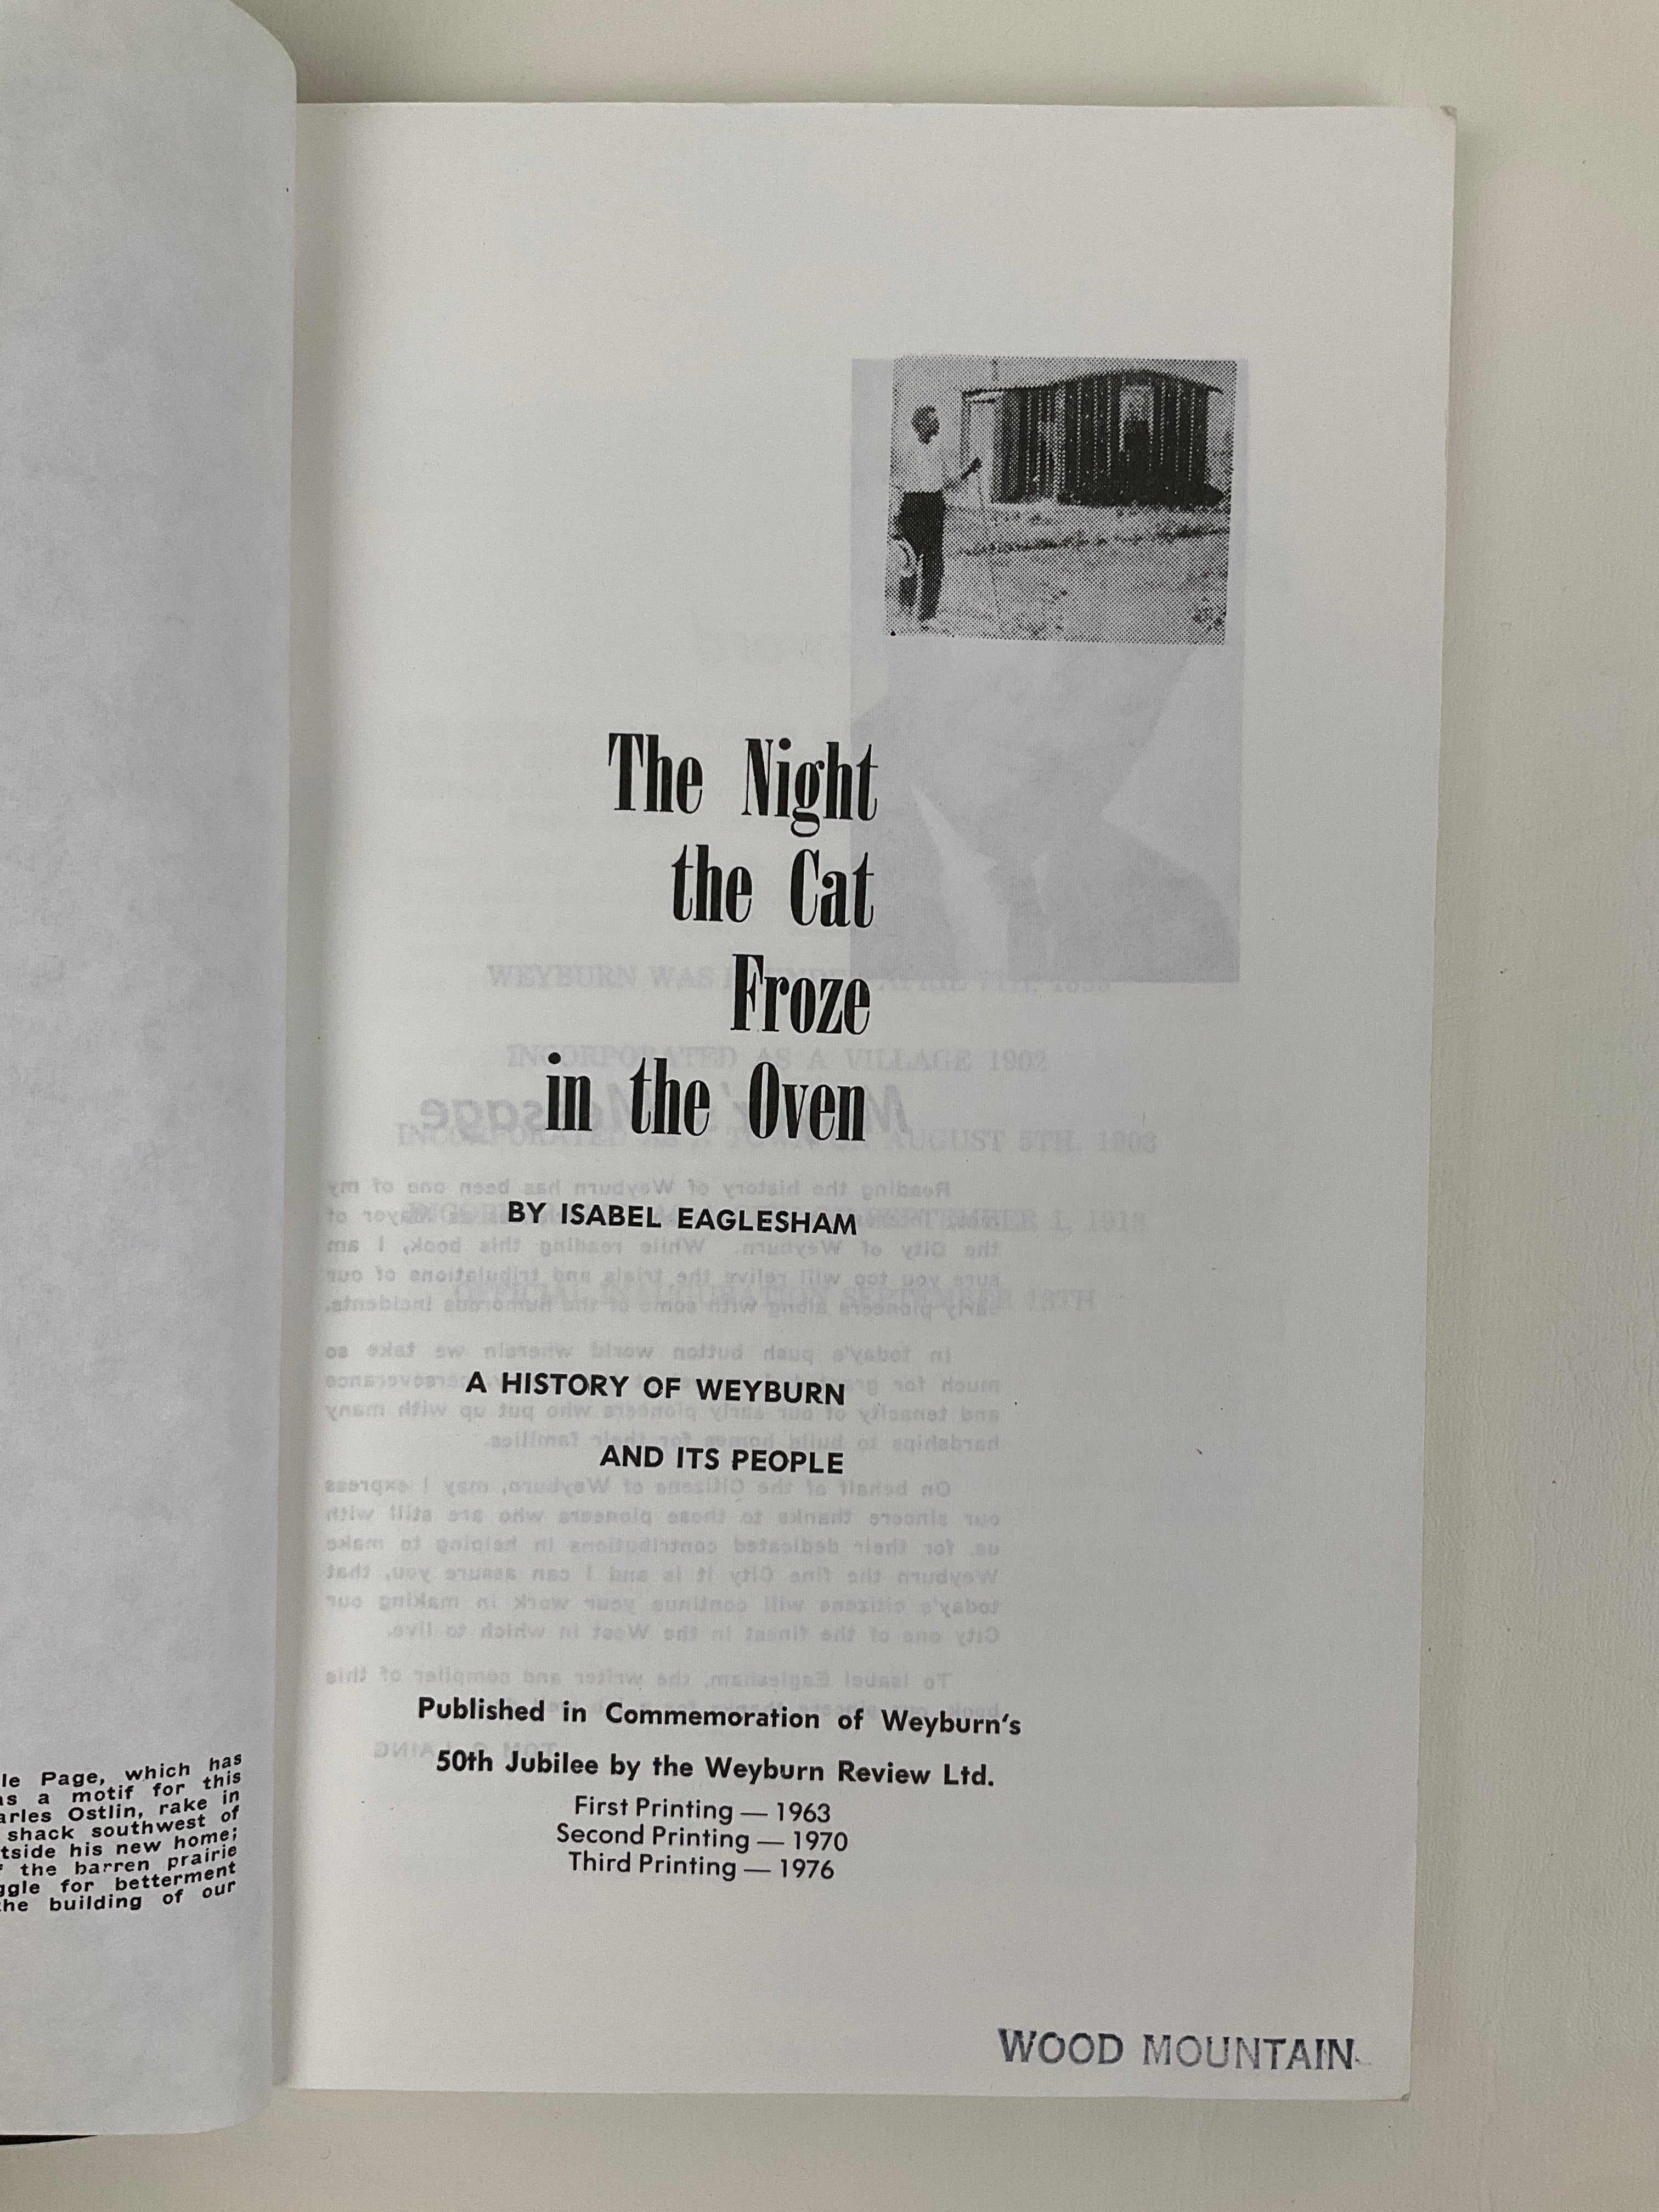 le Page, which has
as a motif for this
arles Ostlin, rake in
shack southwest of
tside his new home;
f the barren prairie
ggle for betterment
he building of our
The Night
the Cat
Froze
in the Oven
BY ISABEL EAGLESHAM
A HISTORY OF WEYBURN
AND ITS PEOPLE
Published in Commemoration of Weyburn's
50th Jubilee by the Weyburn Review Ltd.
First Printing — 1963
Second Printing — 1970
Third Printing — 1976
WOOD MOUNTAIN